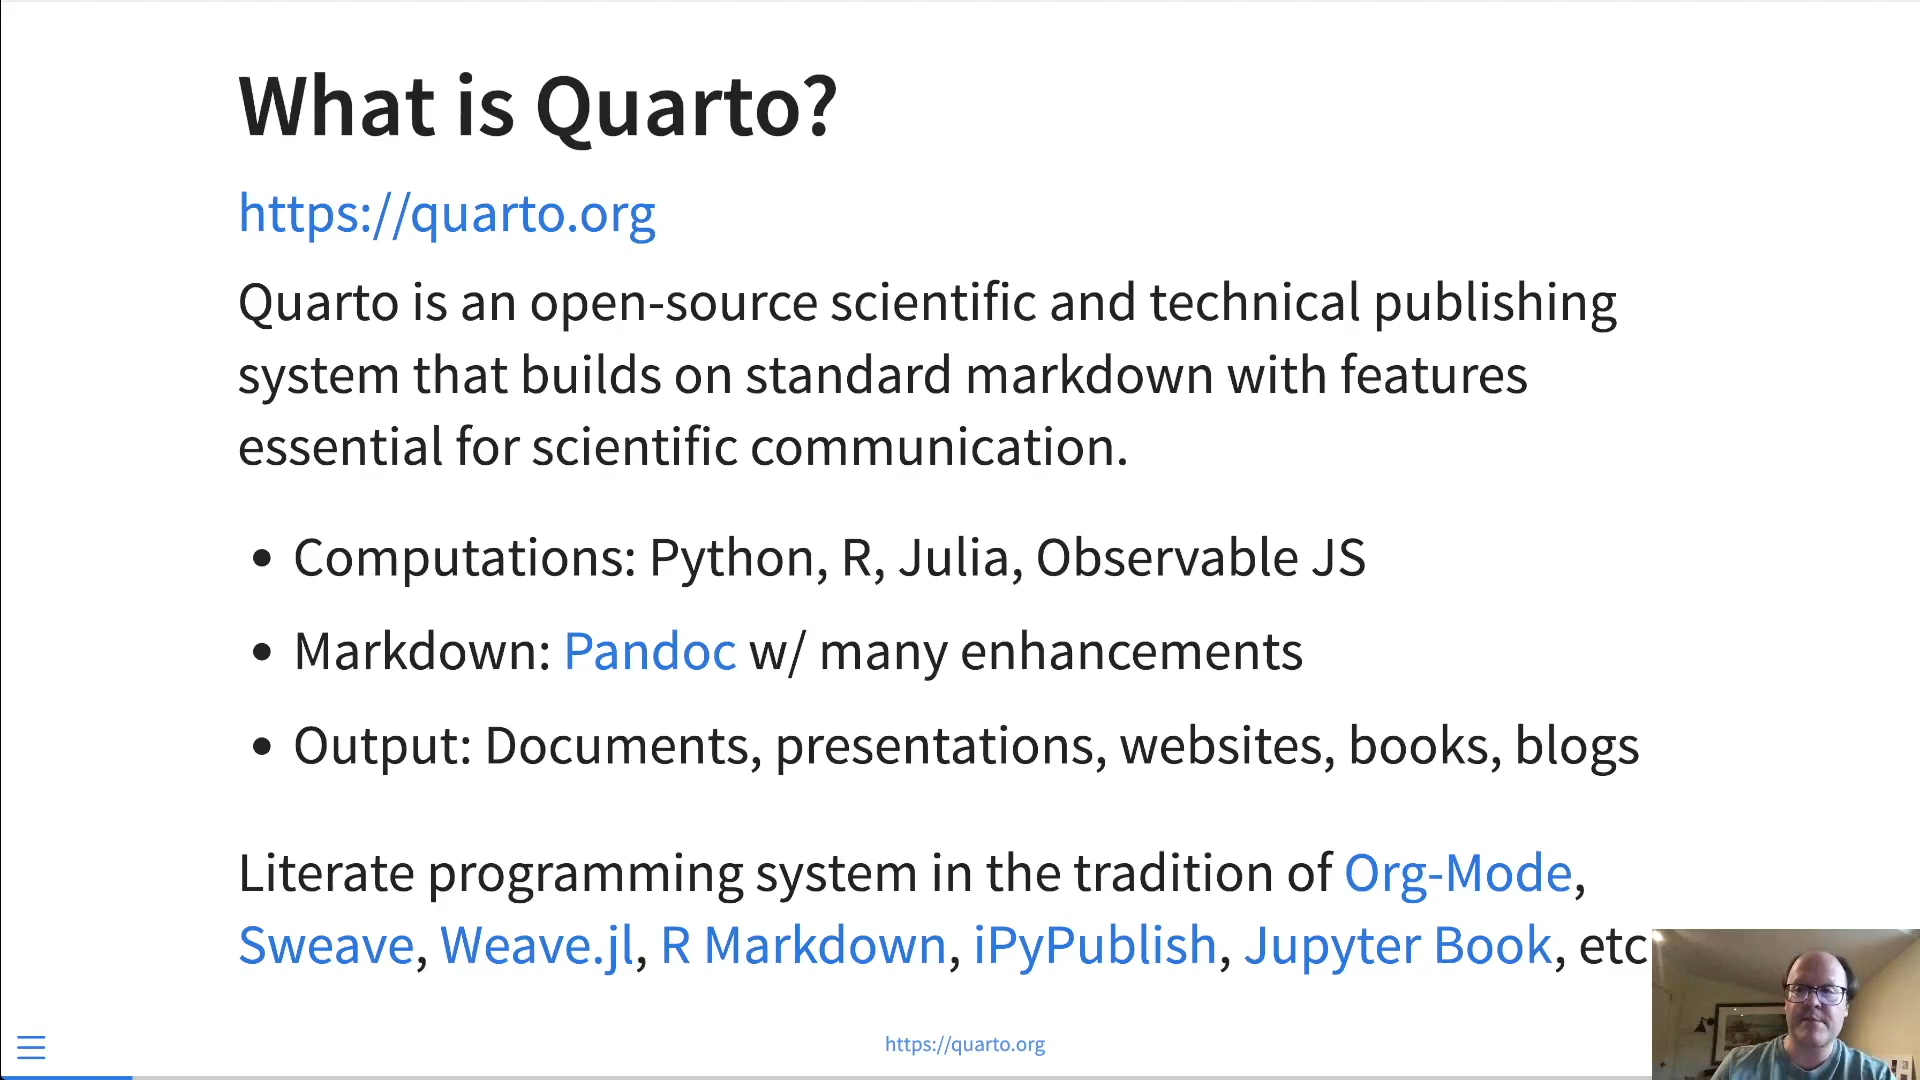 What is Quarto?
https://quarto.org
Quarto is an open-source scientific and technical publishing
system that builds on standard markdown with features
essential for scientific communication.
• Computations: Python, R, Julia, Observable JS
• Markdown: Pandoc w/ many enhancements
• Output: Documents, presentations, websites, books, blogs
Literate programming system in the tradition of Org-Mode,
Sweave, Weave.jl, R Markdown, iPyPublish, Jupyter Book, etc
https://quarto.org